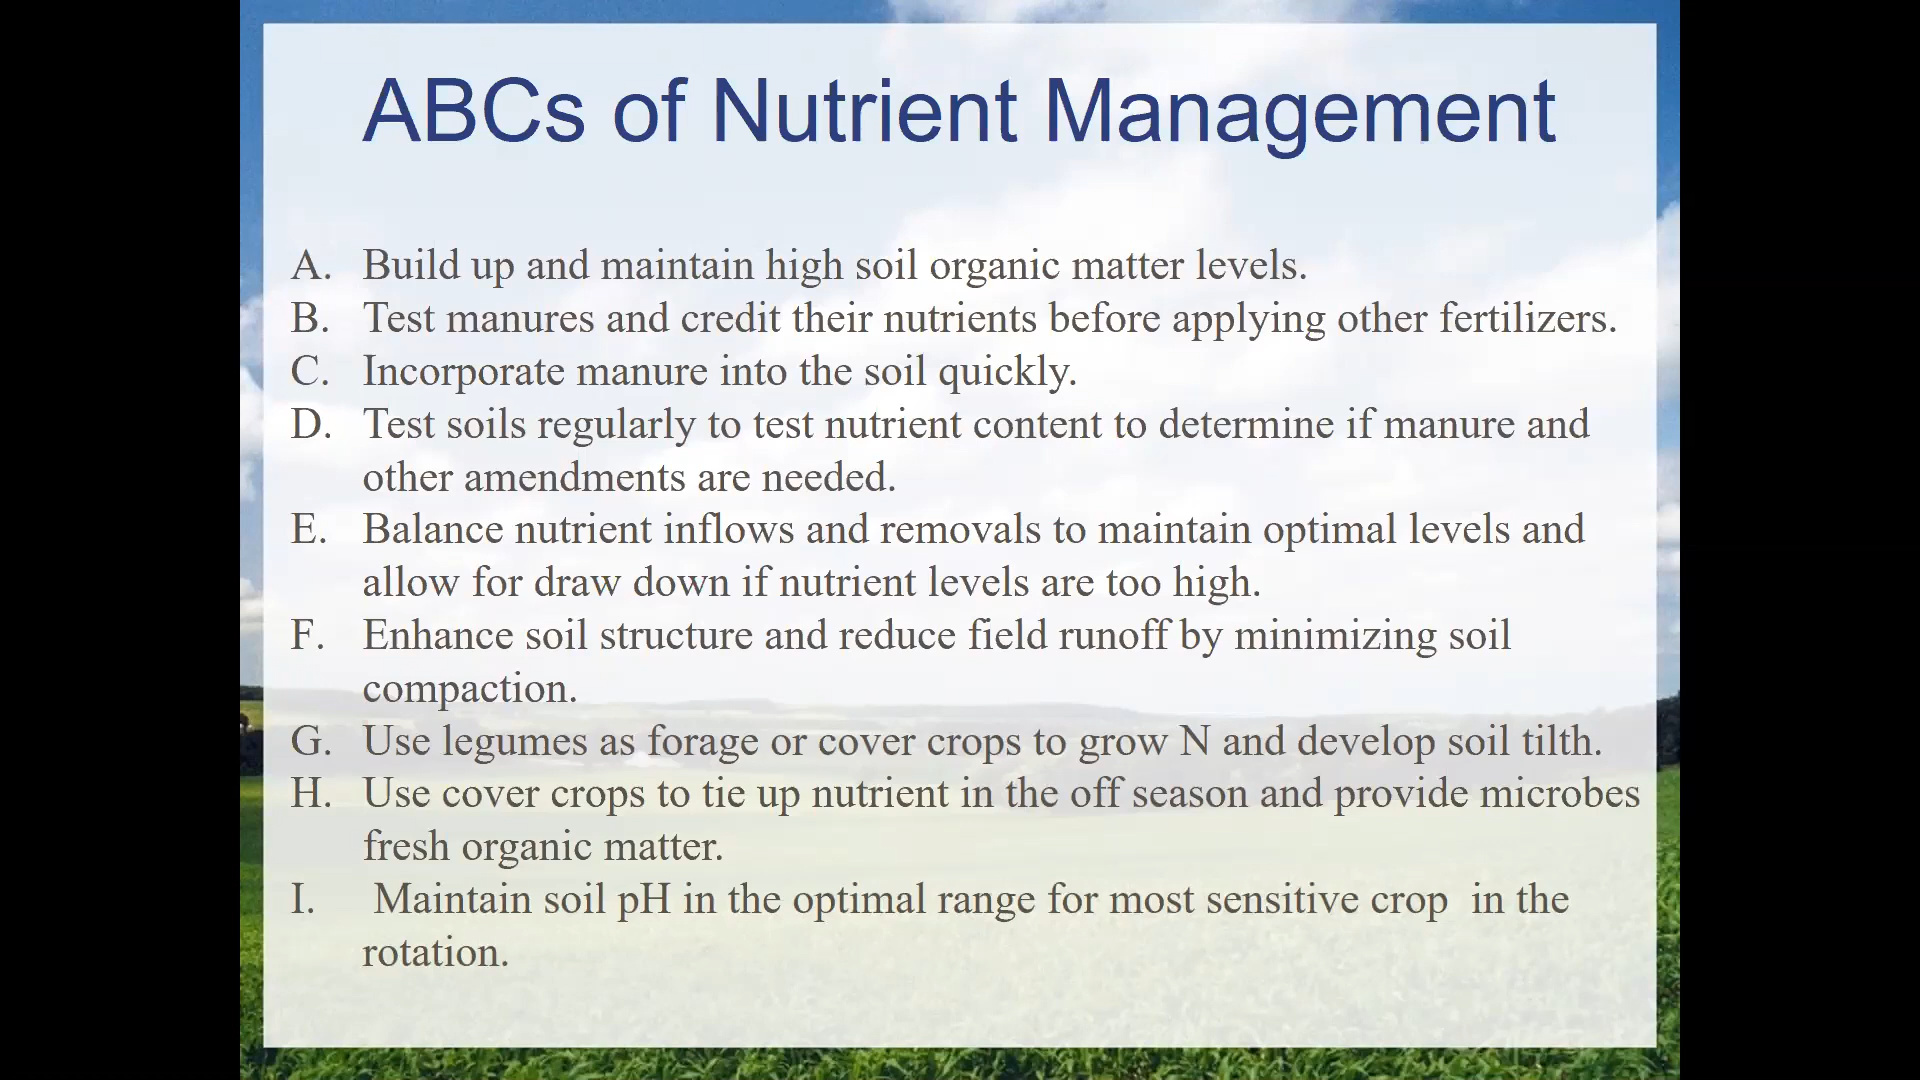 ABCs of Nutrient Management
A. Build up and maintain high soil organic matter levels.
B. Test manures and credit their nutrients before applying other fertilizers.
C. Incorporate manure into the soil quickly.
D. Test soils regularly to test nutrient content to determine if manure and
other amendments are needed.
E. Balance nutrient inflows and removals to maintain optimal levels and
allow for draw down if nutrient levels are too high.
F. Enhance soil structure and reduce field runoff by minimizing soil
compaction.
G. Use legumes as forage or cover crops to grow N and develop soil tilth.
H. Use cover crops to tie up nutrient in the off season and provide microbes
fresh organic matter.
I. Maintain soil pH in the optimal range for most sensitive crop in the
rotation.